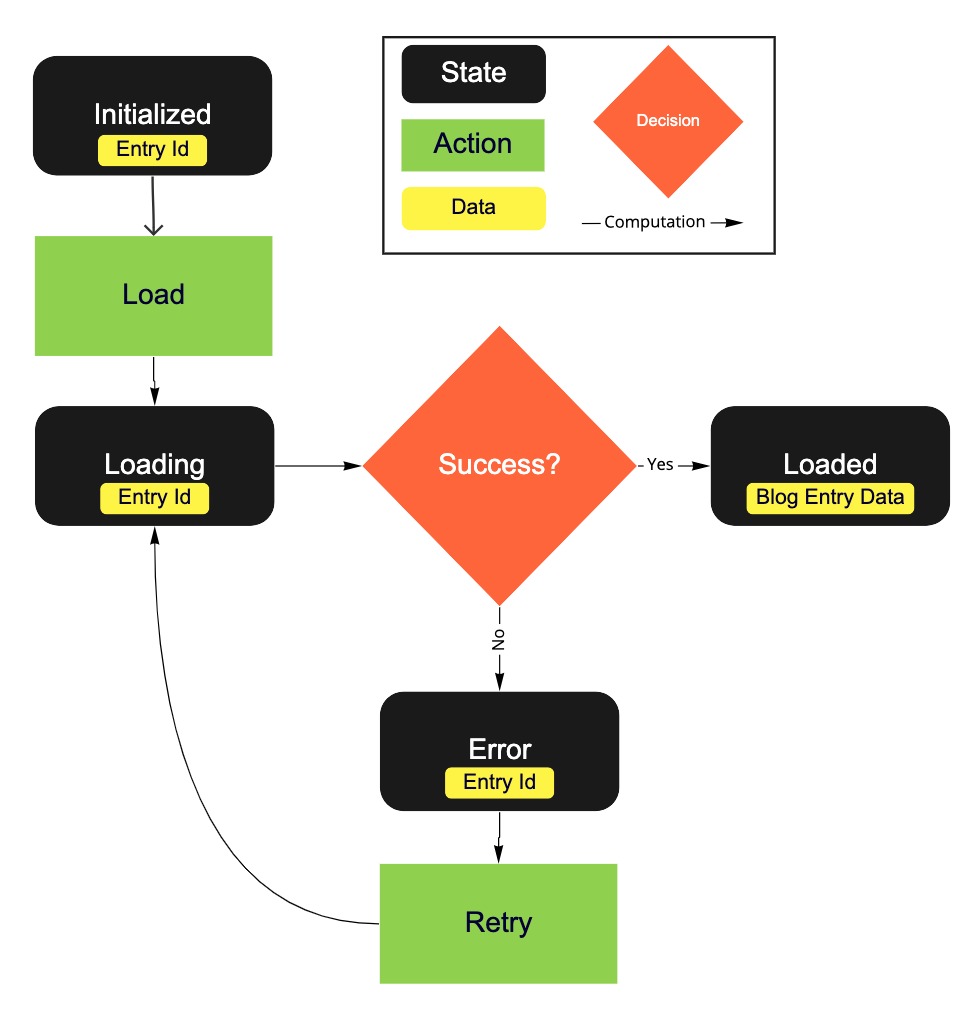 Initialized
Entry Id
Load
Loading
Entry Id
State
Action
Data
Decision
Computation
Success?
Yes
Loaded
Blog Entry Data
No
Error
Entry Id
Retry